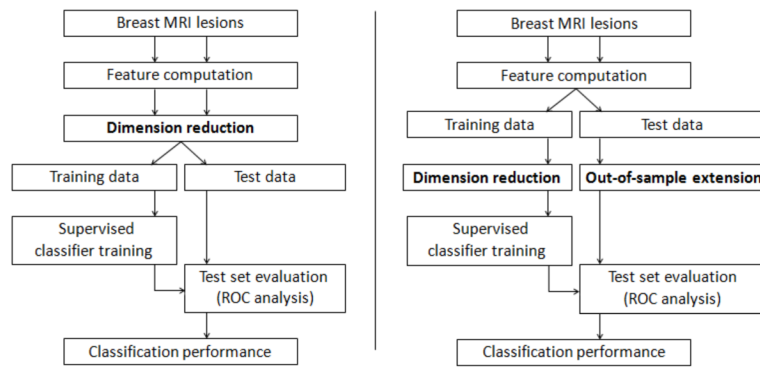 Breast MRI lesions
Feature computation
Dimension reduction
Training data
Test data
Supervised
classifier training
Test set evaluation
(ROC analysis)
Classification performance
Breast MRI lesions
Feature computation
Training data
Test data
Dimension reduction
Out-of-sample extension
Supervised
classifier training
Test set evaluation
(ROC analysis)
Classification performance